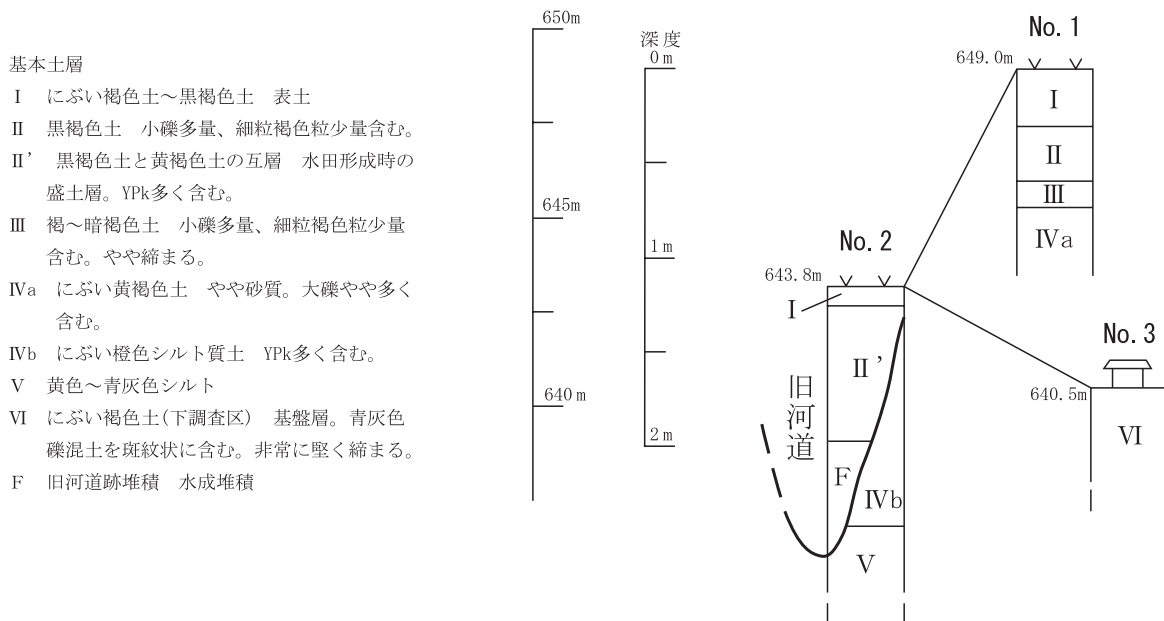 基本土層
Ⅰ にぶい褐色土～黒褐色土 表土
Ⅱ 黒褐色土 小礫多量、細粒褐色粒少量含む。
Ⅱ’ 黒褐色土と黄褐色土の互層 水田形成時の
盛土層。YPk多く含む。
Ⅲ 褐～暗褐色土 小礫多量、細粒褐色粒少量
含む。やや締まる。
Ⅳa にぶい黄褐色土 やや砂質。大礫やや多く
含む。
Ⅳb にぶい橙色シルト質土 YPk多く含む。
Ⅴ 黄色～青灰色シルト
Ⅵ にぶい褐色土(下調査区) 基盤層。青灰色
礫混土を斑紋状に含む。非常に堅く締まる。
F 旧河道跡堆積 水成堆積
650m
645m
640m
深度
0m
1m
2m
No.1
649.0m
Ⅰ
Ⅱ
Ⅲ
Ⅳa
No.2
643.8m
Ⅰ
Ⅱ’
旧河道
F
Ⅳb
Ⅴ
No.3
640.5m
Ⅵ